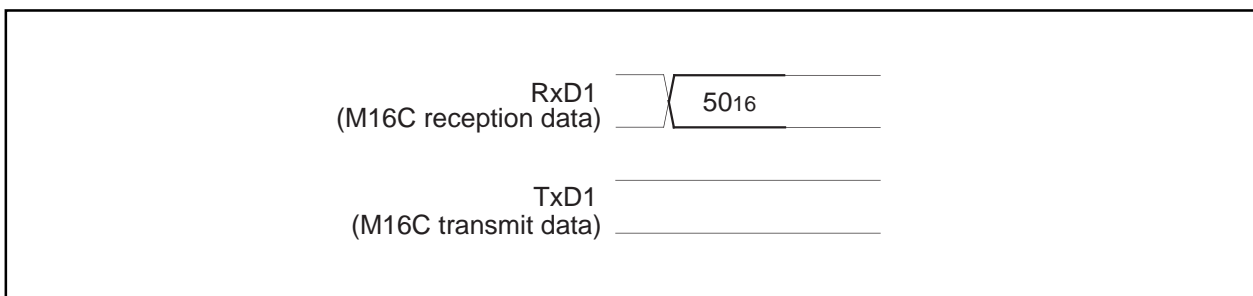 RxD1
(M16C reception data)
5016
TxD1
(M16C transmit data)